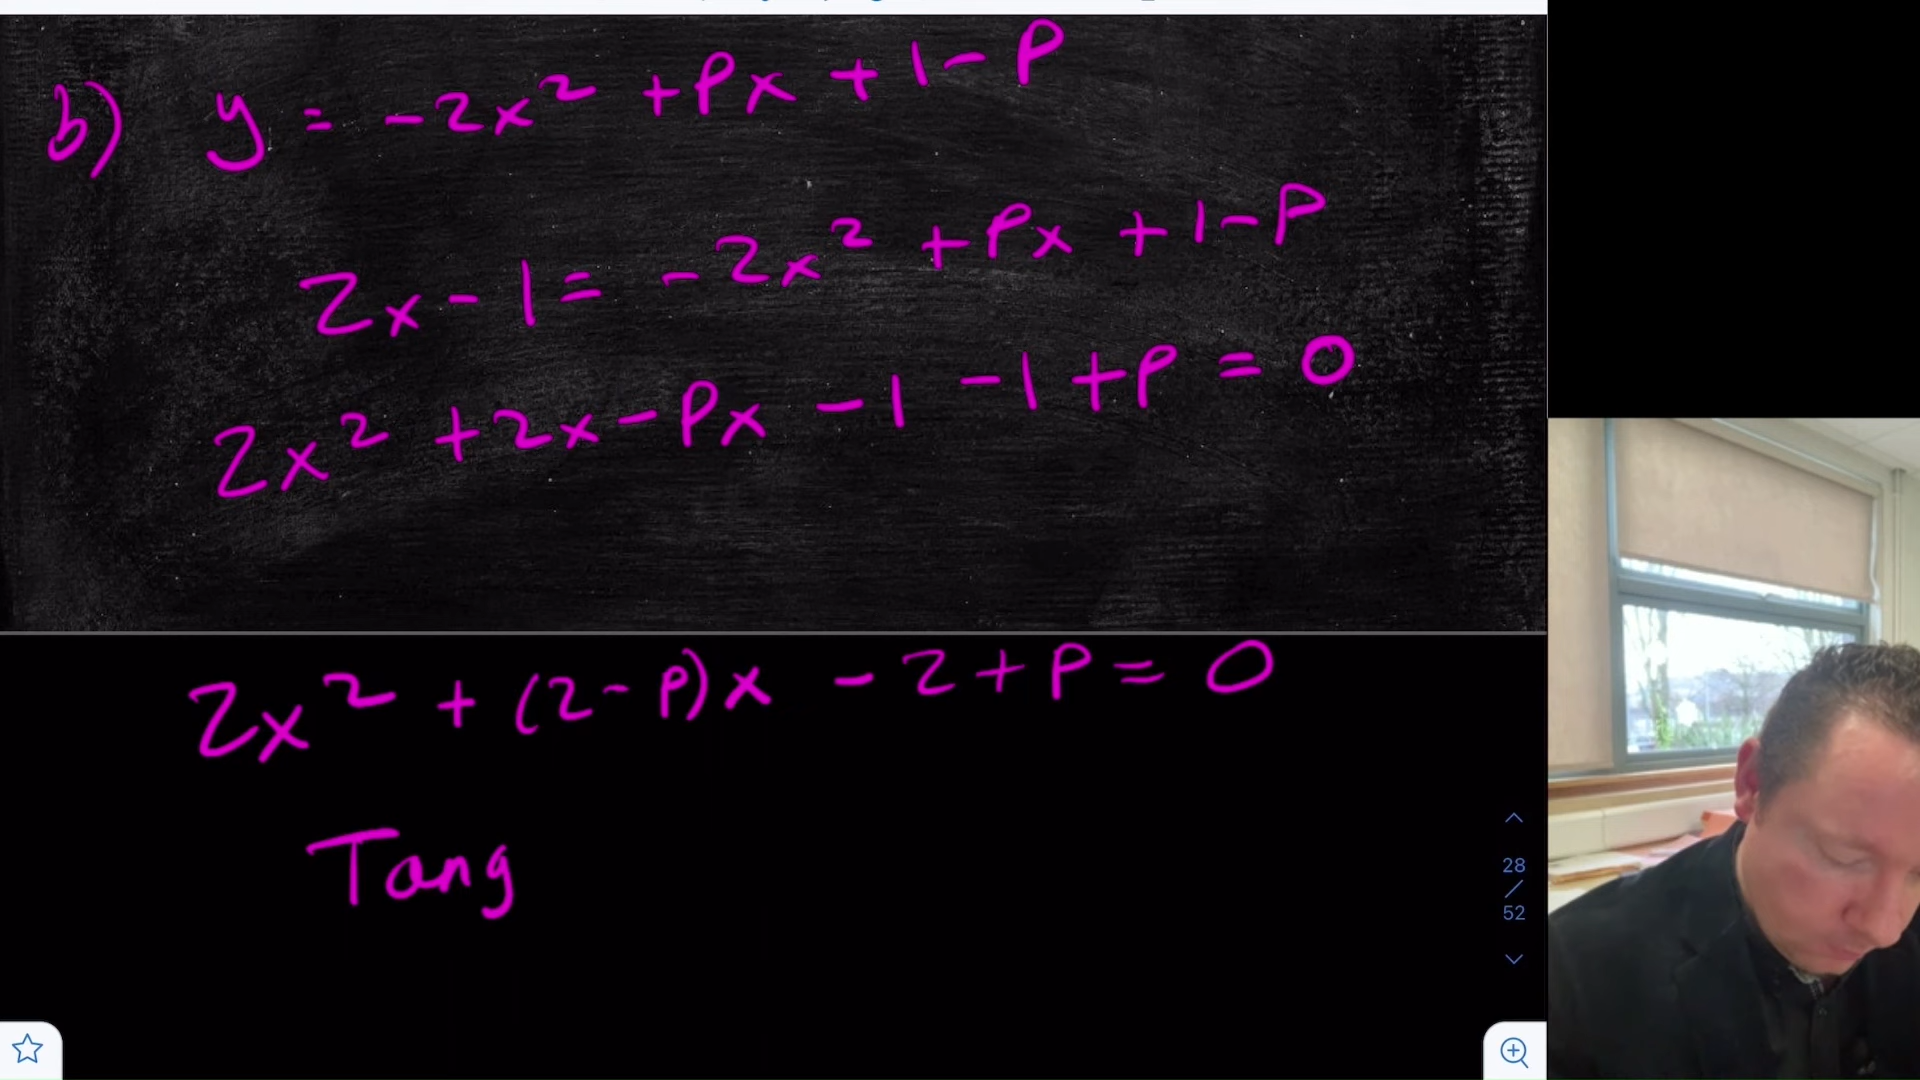 b) y = -2x² + Px + 1 - P
2x - 1 = -2x² + Px + 1 - P
2x² + 2x - Px - 1 - 1 + P = 0
2x² + (2 - P)x - 2 + P = 0
Tang
28
/
52